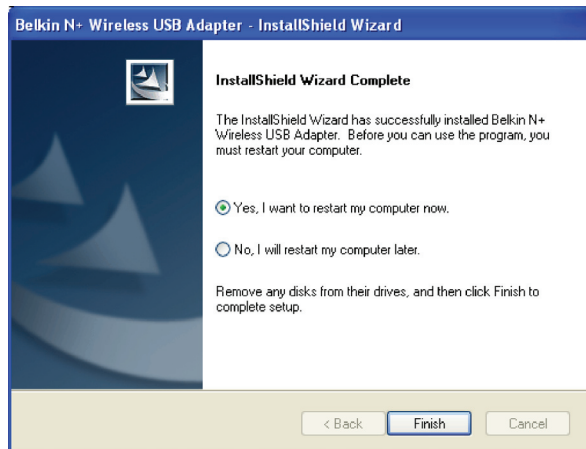 Belkin N+ Wireless USB Adapter - InstallShield Wizard
InstallShield Wizard Complete
The InstallShield Wizard has successfully installed Belkin N+
Wireless USB Adapter. Before you can use the program, you
must restart your computer.
Yes, I want to restart my computer now.
No, I will restart my computer later.
Remove any disks from their drives, and then click Finish to
complete setup.
< Back Finish Cancel